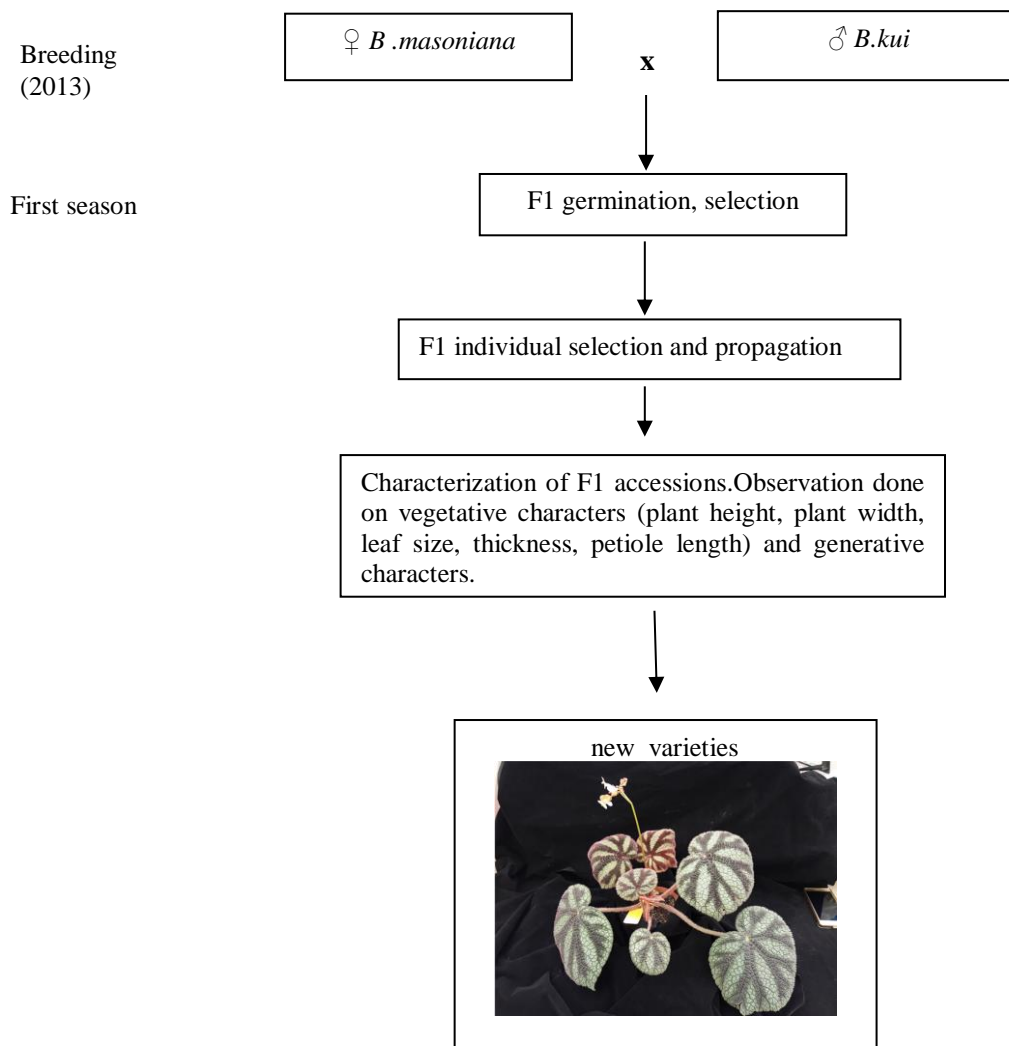 Breeding
(2013)
♀ B .masoniana
x
♂ B.kui
First season
F1 germination, selection
F1 individual selection and propagation
Characterization of F1 accessions.Observation done
on vegetative characters (plant height, plant width,
leaf size, thickness, petiole length) and generative
characters.
new varieties